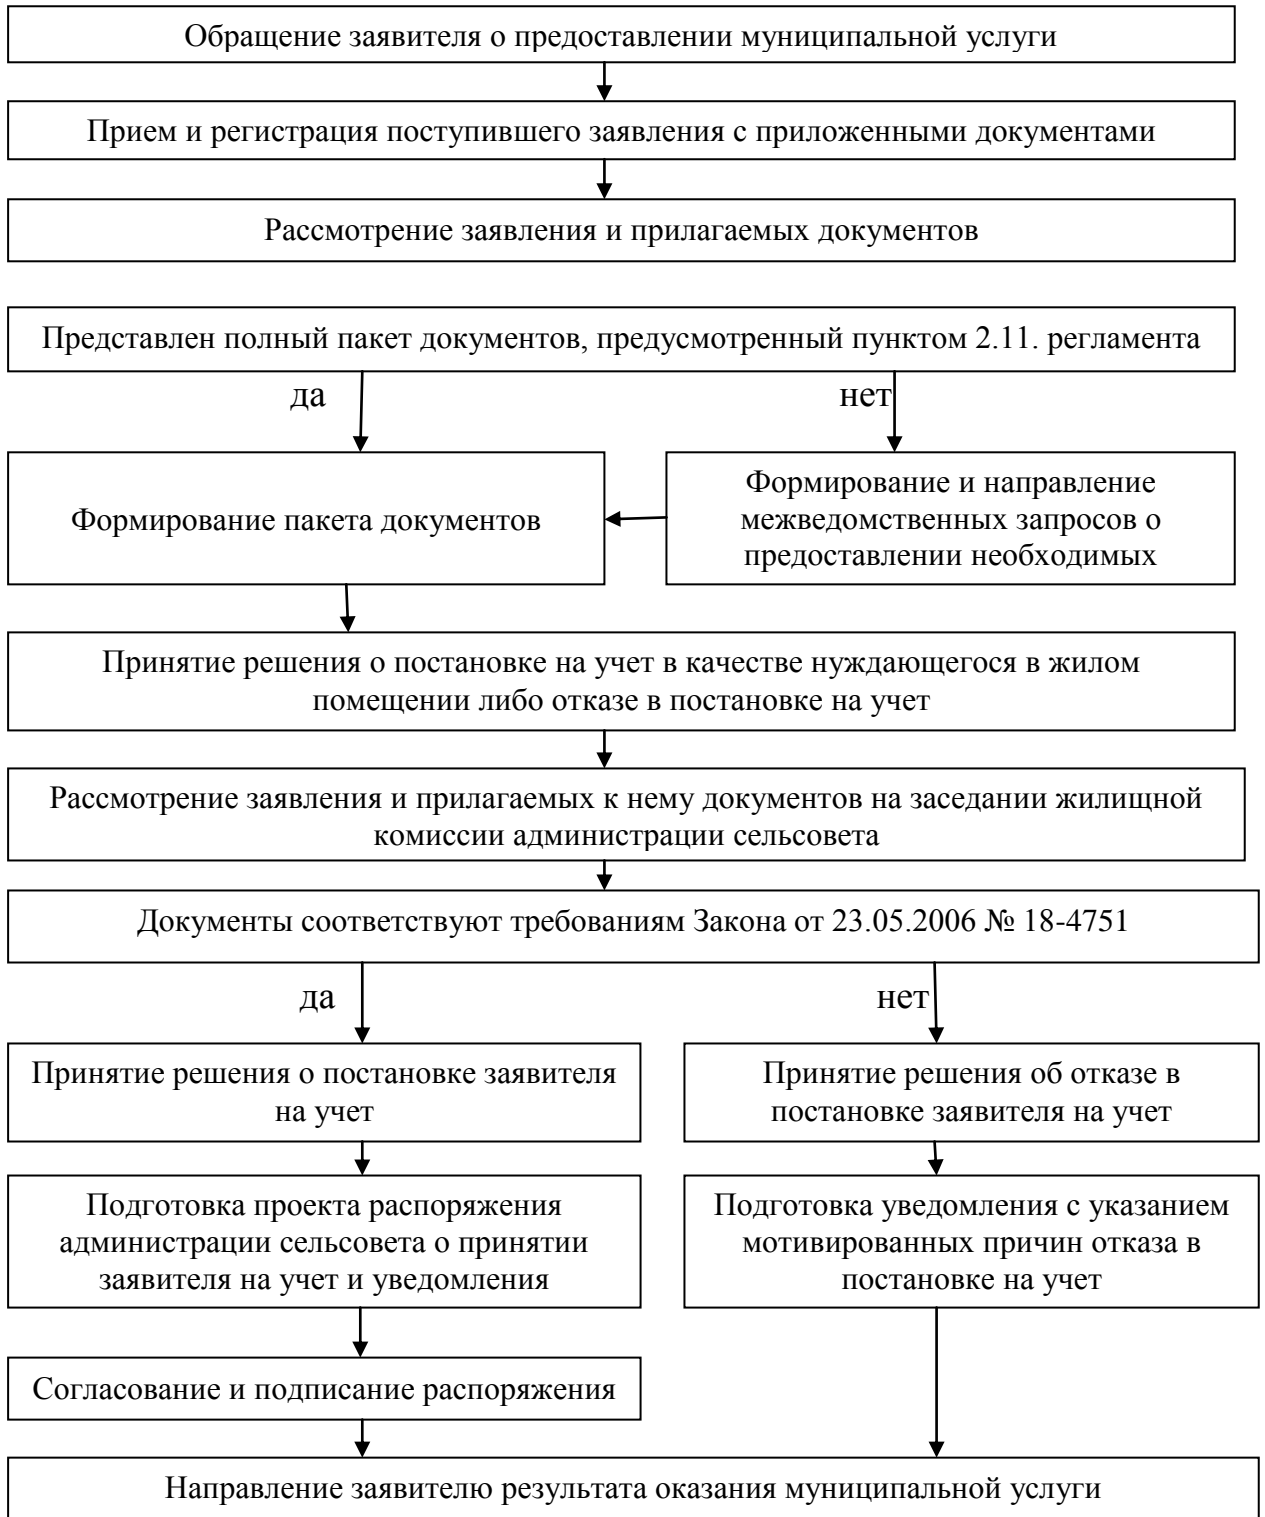 Обращение заявителя о предоставлении муниципальной услуги
Прием и регистрация поступившего заявления с приложенными документами
Рассмотрение заявления и прилагаемых документов
Представлен полный пакет документов, предусмотренный пунктом 2.11. регламента
да
нет
Формирование пакета документов
Формирование и направление
межведомственных запросов о
предоставлении необходимых
Принятие решения о постановке на учет в качестве нуждающегося в жилом
помещении либо отказе в постановке на учет
Рассмотрение заявления и прилагаемых к нему документов на заседании жилищной
комиссии администрации сельсовета
Документы соответствуют требованиям Закона от 23.05.2006 № 18-4751
да
нет
Принятие решения о постановке заявителя
на учет
Принятие решения об отказе в
постановке заявителя на учет
Подготовка проекта распоряжения
администрации сельсовета о принятии
заявителя на учет и уведомления
Подготовка уведомления с указанием
мотивированных причин отказа в
постановке на учет
Согласование и подписание распоряжения
Направление заявителю результата оказания муниципальной услуги